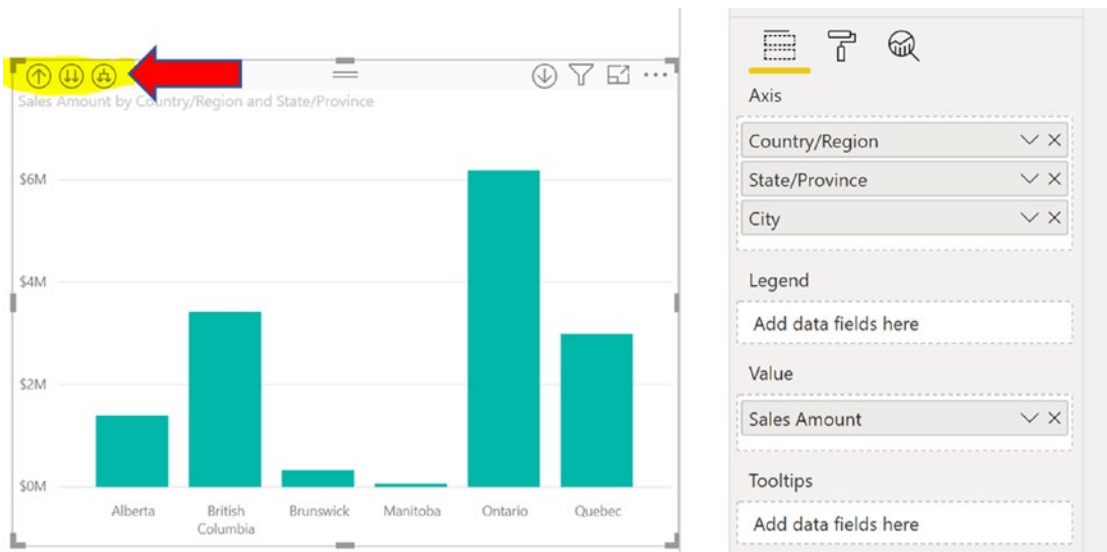 Sales Amount by Country/Region and State/Province
$6M
$4M
$2M
$0M
Alberta
British
Columbia
Brunswick
Manitoba
Ontario
Quebec
Axis
Country/Region
State/Province
City
Legend
Add data fields here
Value
Sales Amount
Tooltips
Add data fields here